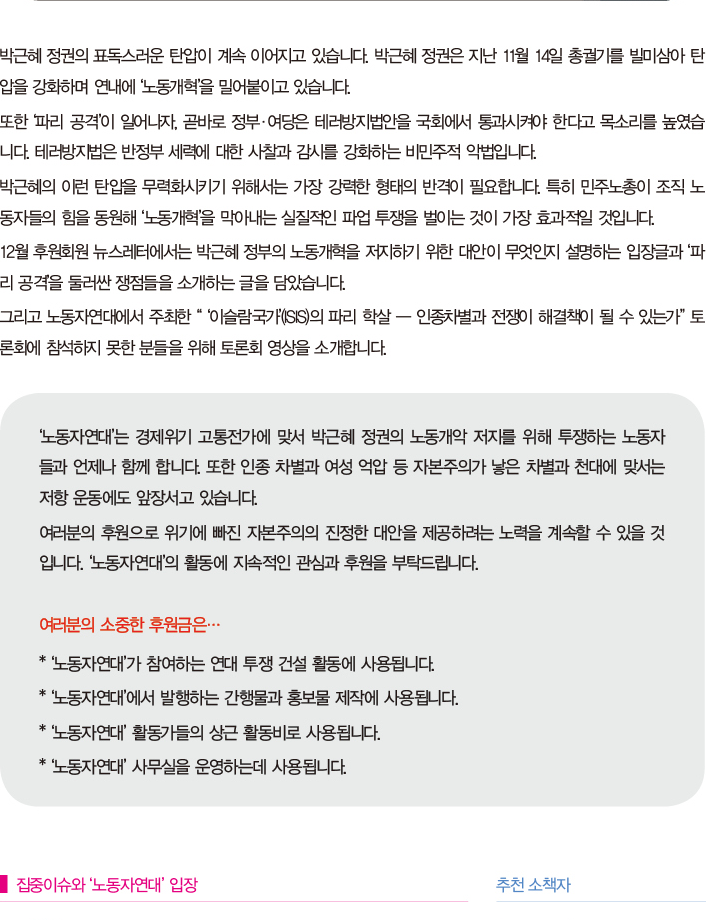 박근혜 정권의 표독스러운 탄압이 계속 이어지고 있습니다. 박근혜 정권은 지난 11월 14일 총궐기를 빌미삼아 탄
압을 강화하며 연내에 ‘노동개혁’을 밀어붙이고 있습니다.
또한 ‘파리 공격’이 일어나자, 곧바로 정부·여당은 테러방지법안을 국회에서 통과시켜야 한다고 목소리를 높였습
니다. 테러방지법은 반정부 세력에 대한 사찰과 감시를 강화하는 비민주적 악법입니다.
박근혜의 이런 탄압을 무력화시키기 위해서는 가장 강력한 형태의 반격이 필요합니다. 특히 민주노총이 조직 노
동자들의 힘을 동원해 ‘노동개혁’을 막아내는 실질적인 파업 투쟁을 벌이는 것이 가장 효과적일 것입니다.
12월 후원회원 뉴스레터에서는 박근혜 정부의 노동개혁을 저지하기 위한 대안이 무엇인지 설명하는 입장글과 ‘파
리 공격’을 둘러싼 쟁점들을 소개하는 글을 담았습니다.
그리고 노동자연대에서 주최한 “ ‘이슬람국가’(ISIS)의 파리 학살 — 인종차별과 전쟁이 해결책이 될 수 있는가” 토
론회에 참석하지 못한 분들을 위해 토론회 영상을 소개합니다.
‘노동자연대’는 경제위기 고통전가에 맞서 박근혜 정권의 노동개악 저지를 위해 투쟁하는 노동자
들과 언제나 함께 합니다. 또한 인종 차별과 여성 억압 등 자본주의가 낳은 차별과 천대에 맞서는
저항 운동에도 앞장서고 있습니다.
여러분의 후원으로 위기에 빠진 자본주의의 진정한 대안을 제공하려는 노력을 계속할 수 있을 것
입니다. ‘노동자연대’의 활동에 지속적인 관심과 후원을 부탁드립니다.
여러분의 소중한 후원금은…
* ‘노동자연대’가 참여하는 연대 투쟁 건설 활동에 사용됩니다.
* ‘노동자연대’에서 발행하는 간행물과 홍보물 제작에 사용됩니다.
* ‘노동자연대’ 활동가들의 상근 활동비로 사용됩니다.
* ‘노동자연대’ 사무실을 운영하는데 사용됩니다.
집중이슈와 ‘노동자연대’ 입장
추천 소책자